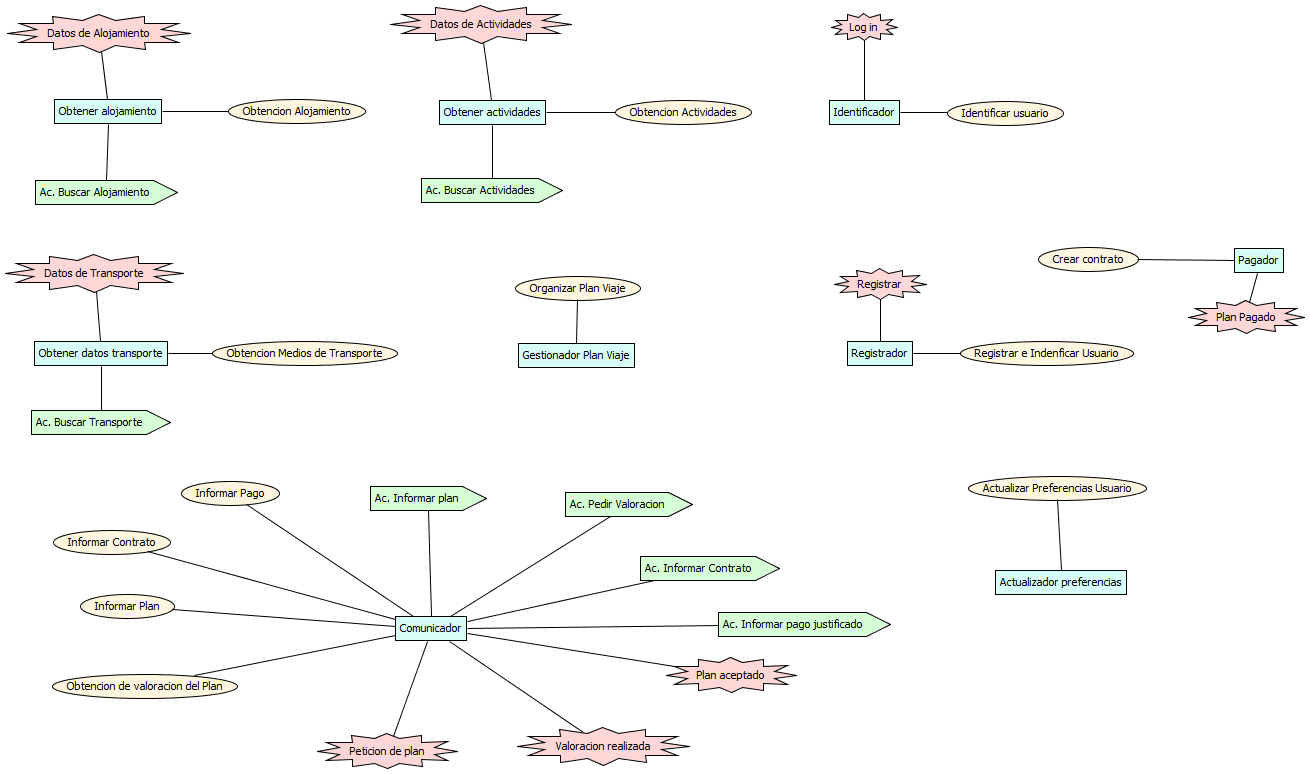 Datos de Alojamiento
Datos de Actividades
Log in
Obtener alojamiento
Obtencion Alojamiento
Obtener actividades
Obtencion Actividades
Identificador
Identificar usuario
Ac. Buscar Alojamiento
Ac. Buscar Actividades
Datos de Transporte
Organizar Plan Viaje
Registrar
Crear contrato
Pagador
Plan Pagado
Obtener datos transporte
Obtencion Medios de Transporte
Gestionador Plan Viaje
Registrador
Registrar e Indenficar Usuario
Ac. Buscar Transporte
Informar Pago
Ac. Informar plan
Ac. Pedir Valoracion
Actualizar Preferencias Usuario
Informar Contrato
Ac. Informar Contrato
Actualizador preferencias
Informar Plan
Comunicador
Ac. Informar pago justificado
Obtencion de valoracion del Plan
Plan aceptado
Peticion de plan
Valoracion realizada